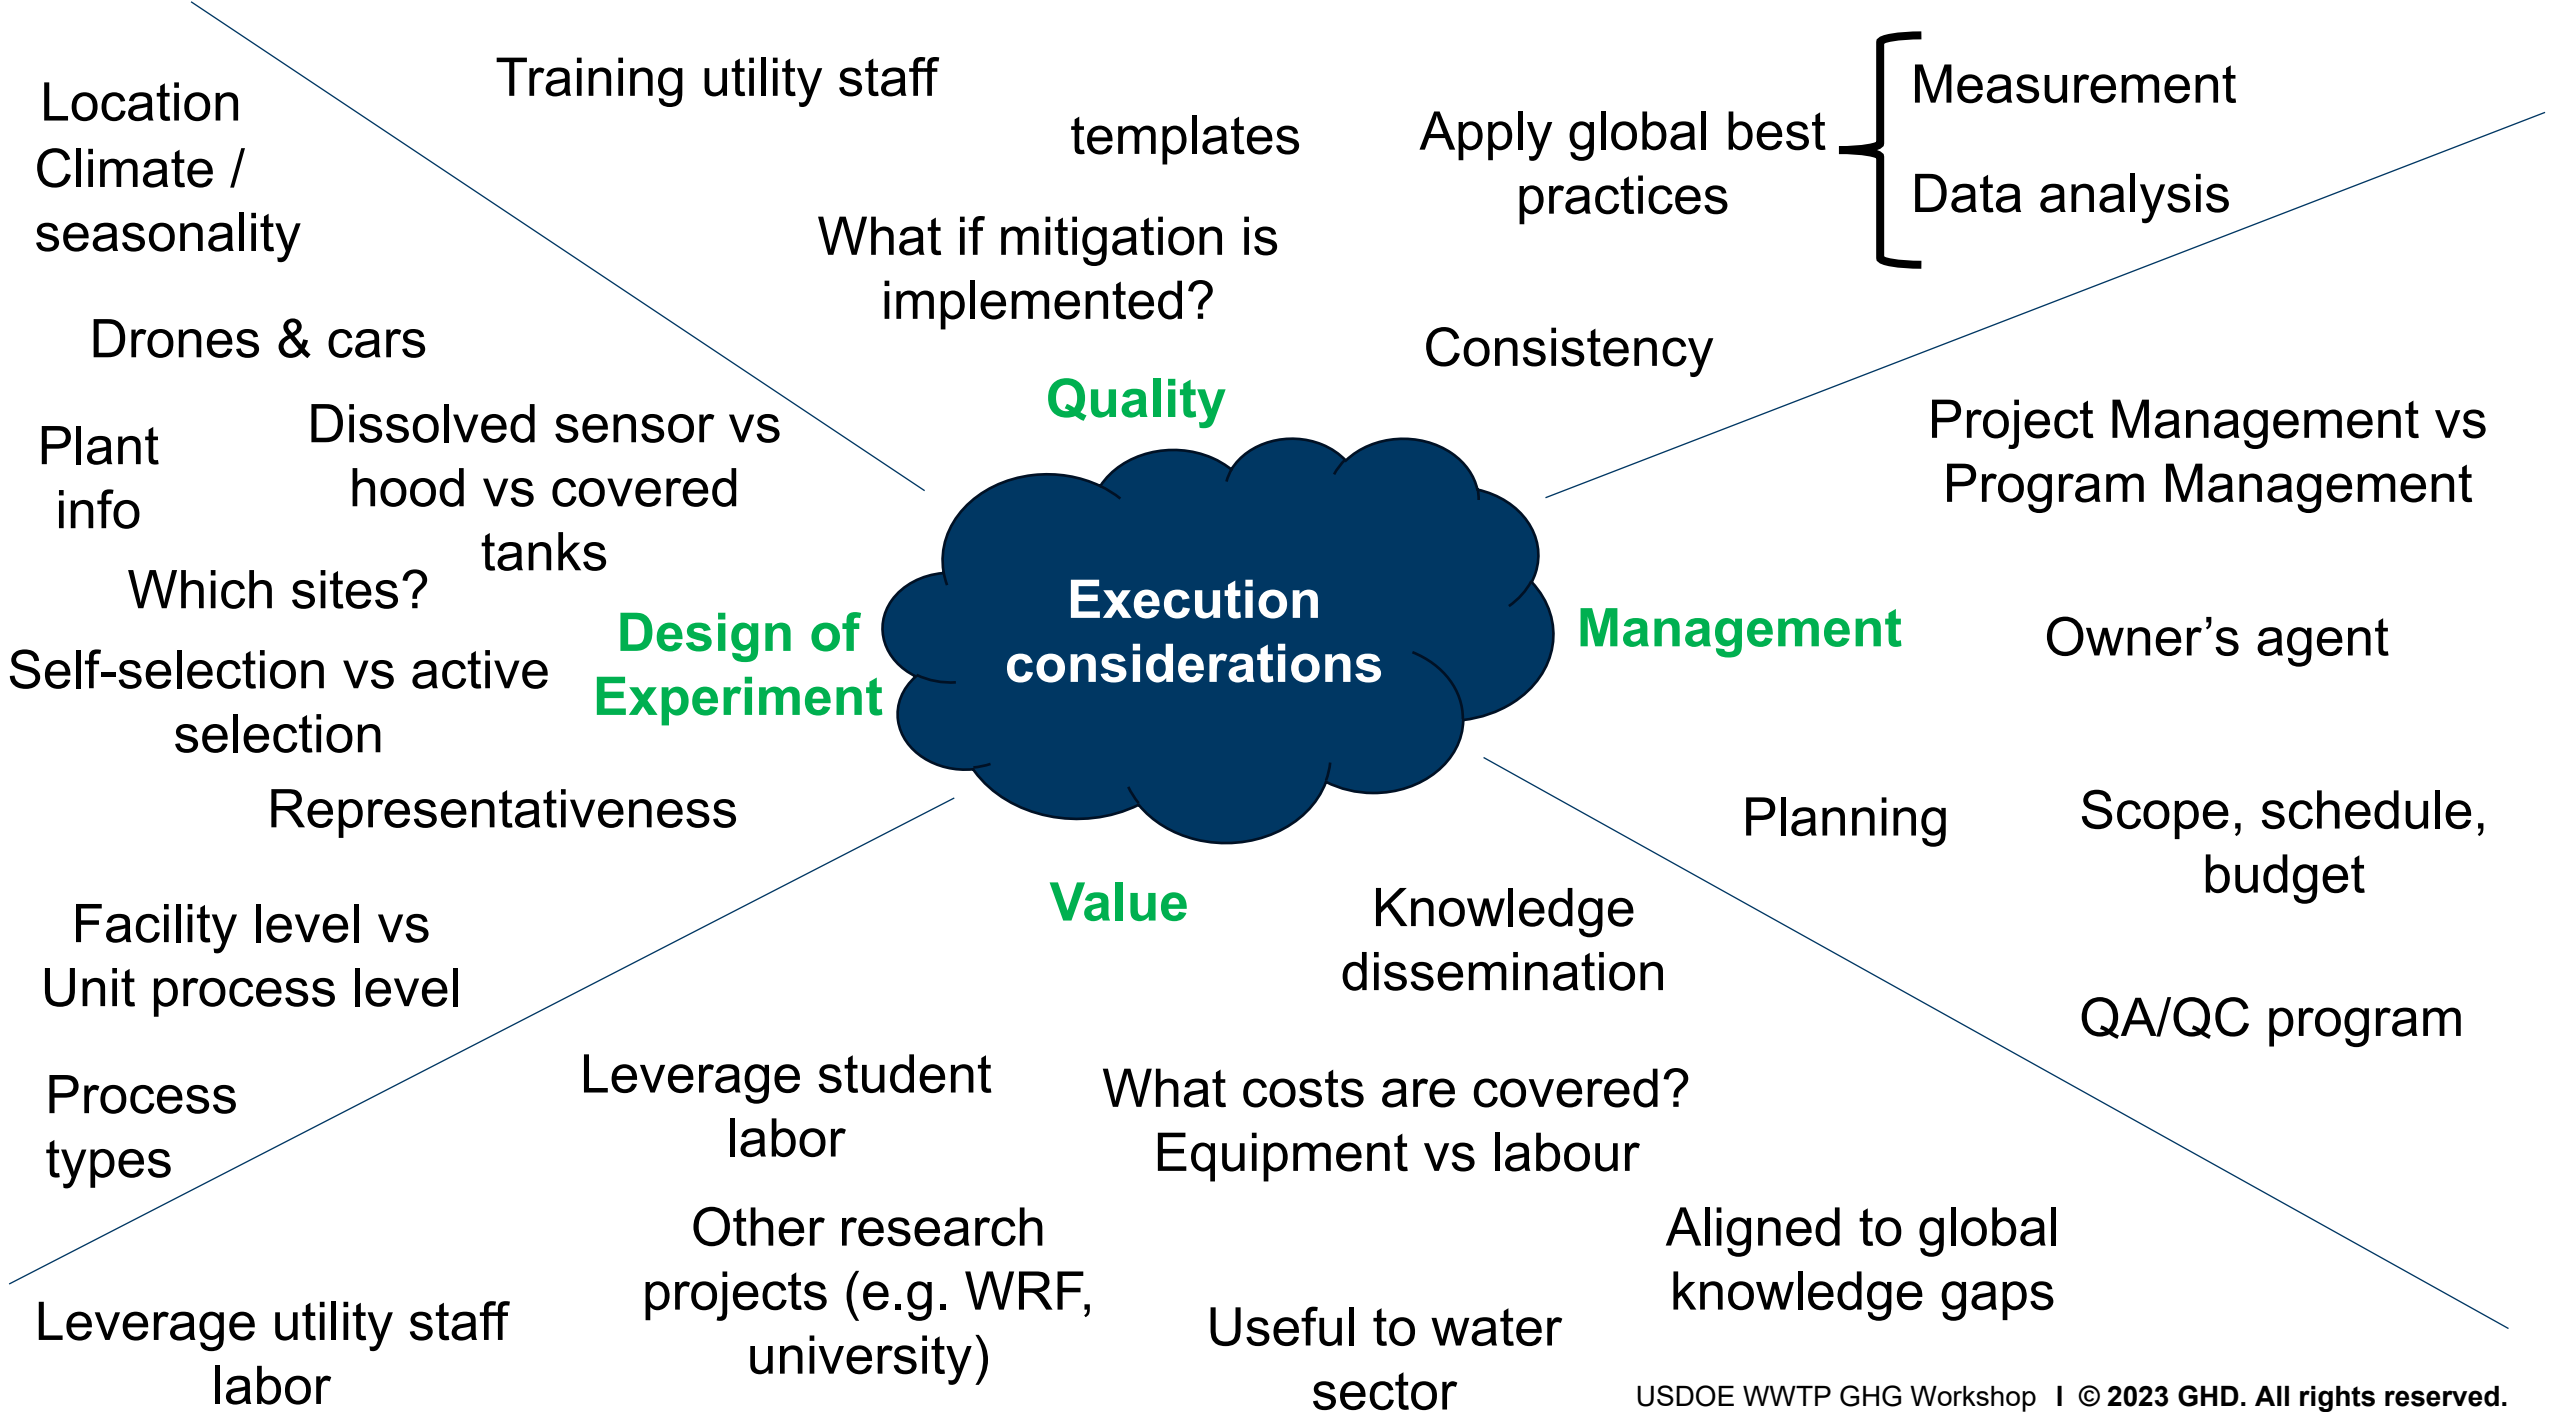 Location
Climate /
seasonality
Drones & cars
Plant
info
Dissolved sensor vs
hood vs covered
tanks
Which sites?
Self-selection vs active
selection
Representativeness
Facility level vs
Unit process level
Process
types
Design of
Experiment
Training utility staff
templates
What if mitigation is
implemented?
Apply global best
practices
Measurement
Data analysis
Consistency
Quality
Execution
considerations
Management
Project Management vs
Program Management
Owner’s agent
Planning
Scope, schedule,
budget
QA/QC program
Value
Knowledge
dissemination
Leverage student
labor
What costs are covered?
Equipment vs labour
Other research
projects (e.g. WRF,
university)
Aligned to global
knowledge gaps
Leverage utility staff
labor
Useful to water
sector
USDOE WWTP GHG Workshop I © 2023 GHD. All rights reserved.